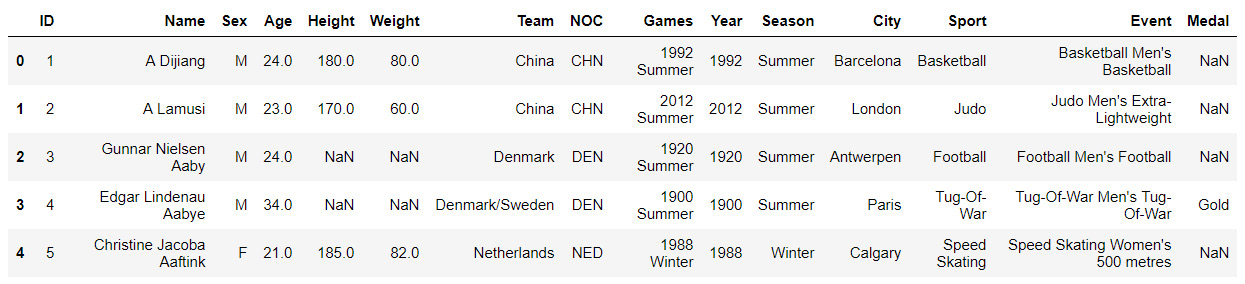 ID Name Sex Age Height Weight Team NOC Games Year Season City Sport Event Medal
0 1 A Dijiang M 24.0 180.0 80.0 China CHN 1992 Summer 1992 Summer Barcelona Basketball Basketball Men's Basketball NaN
1 2 A Lamusi M 23.0 170.0 60.0 China CHN 2012 Summer 2012 Summer London Judo Judo Men's Extra-Lightweight NaN
2 3 Gunnar Nielsen Aaby M 24.0 NaN NaN Denmark DEN 1920 Summer 1920 Summer Antwerpen Football Football Men's Football NaN
3 4 Edgar Lindenau Aabye M 34.0 NaN NaN Denmark/Sweden DEN 1900 Summer 1900 Summer Paris Tug-Of-War Tug-Of-War Men's Tug-Of-War Gold
4 5 Christine Jacoba Aaftink F 21.0 185.0 82.0 Netherlands NED 1988 Winter 1988 Winter Calgary Speed Skating Speed Skating Women's 500 metres NaN